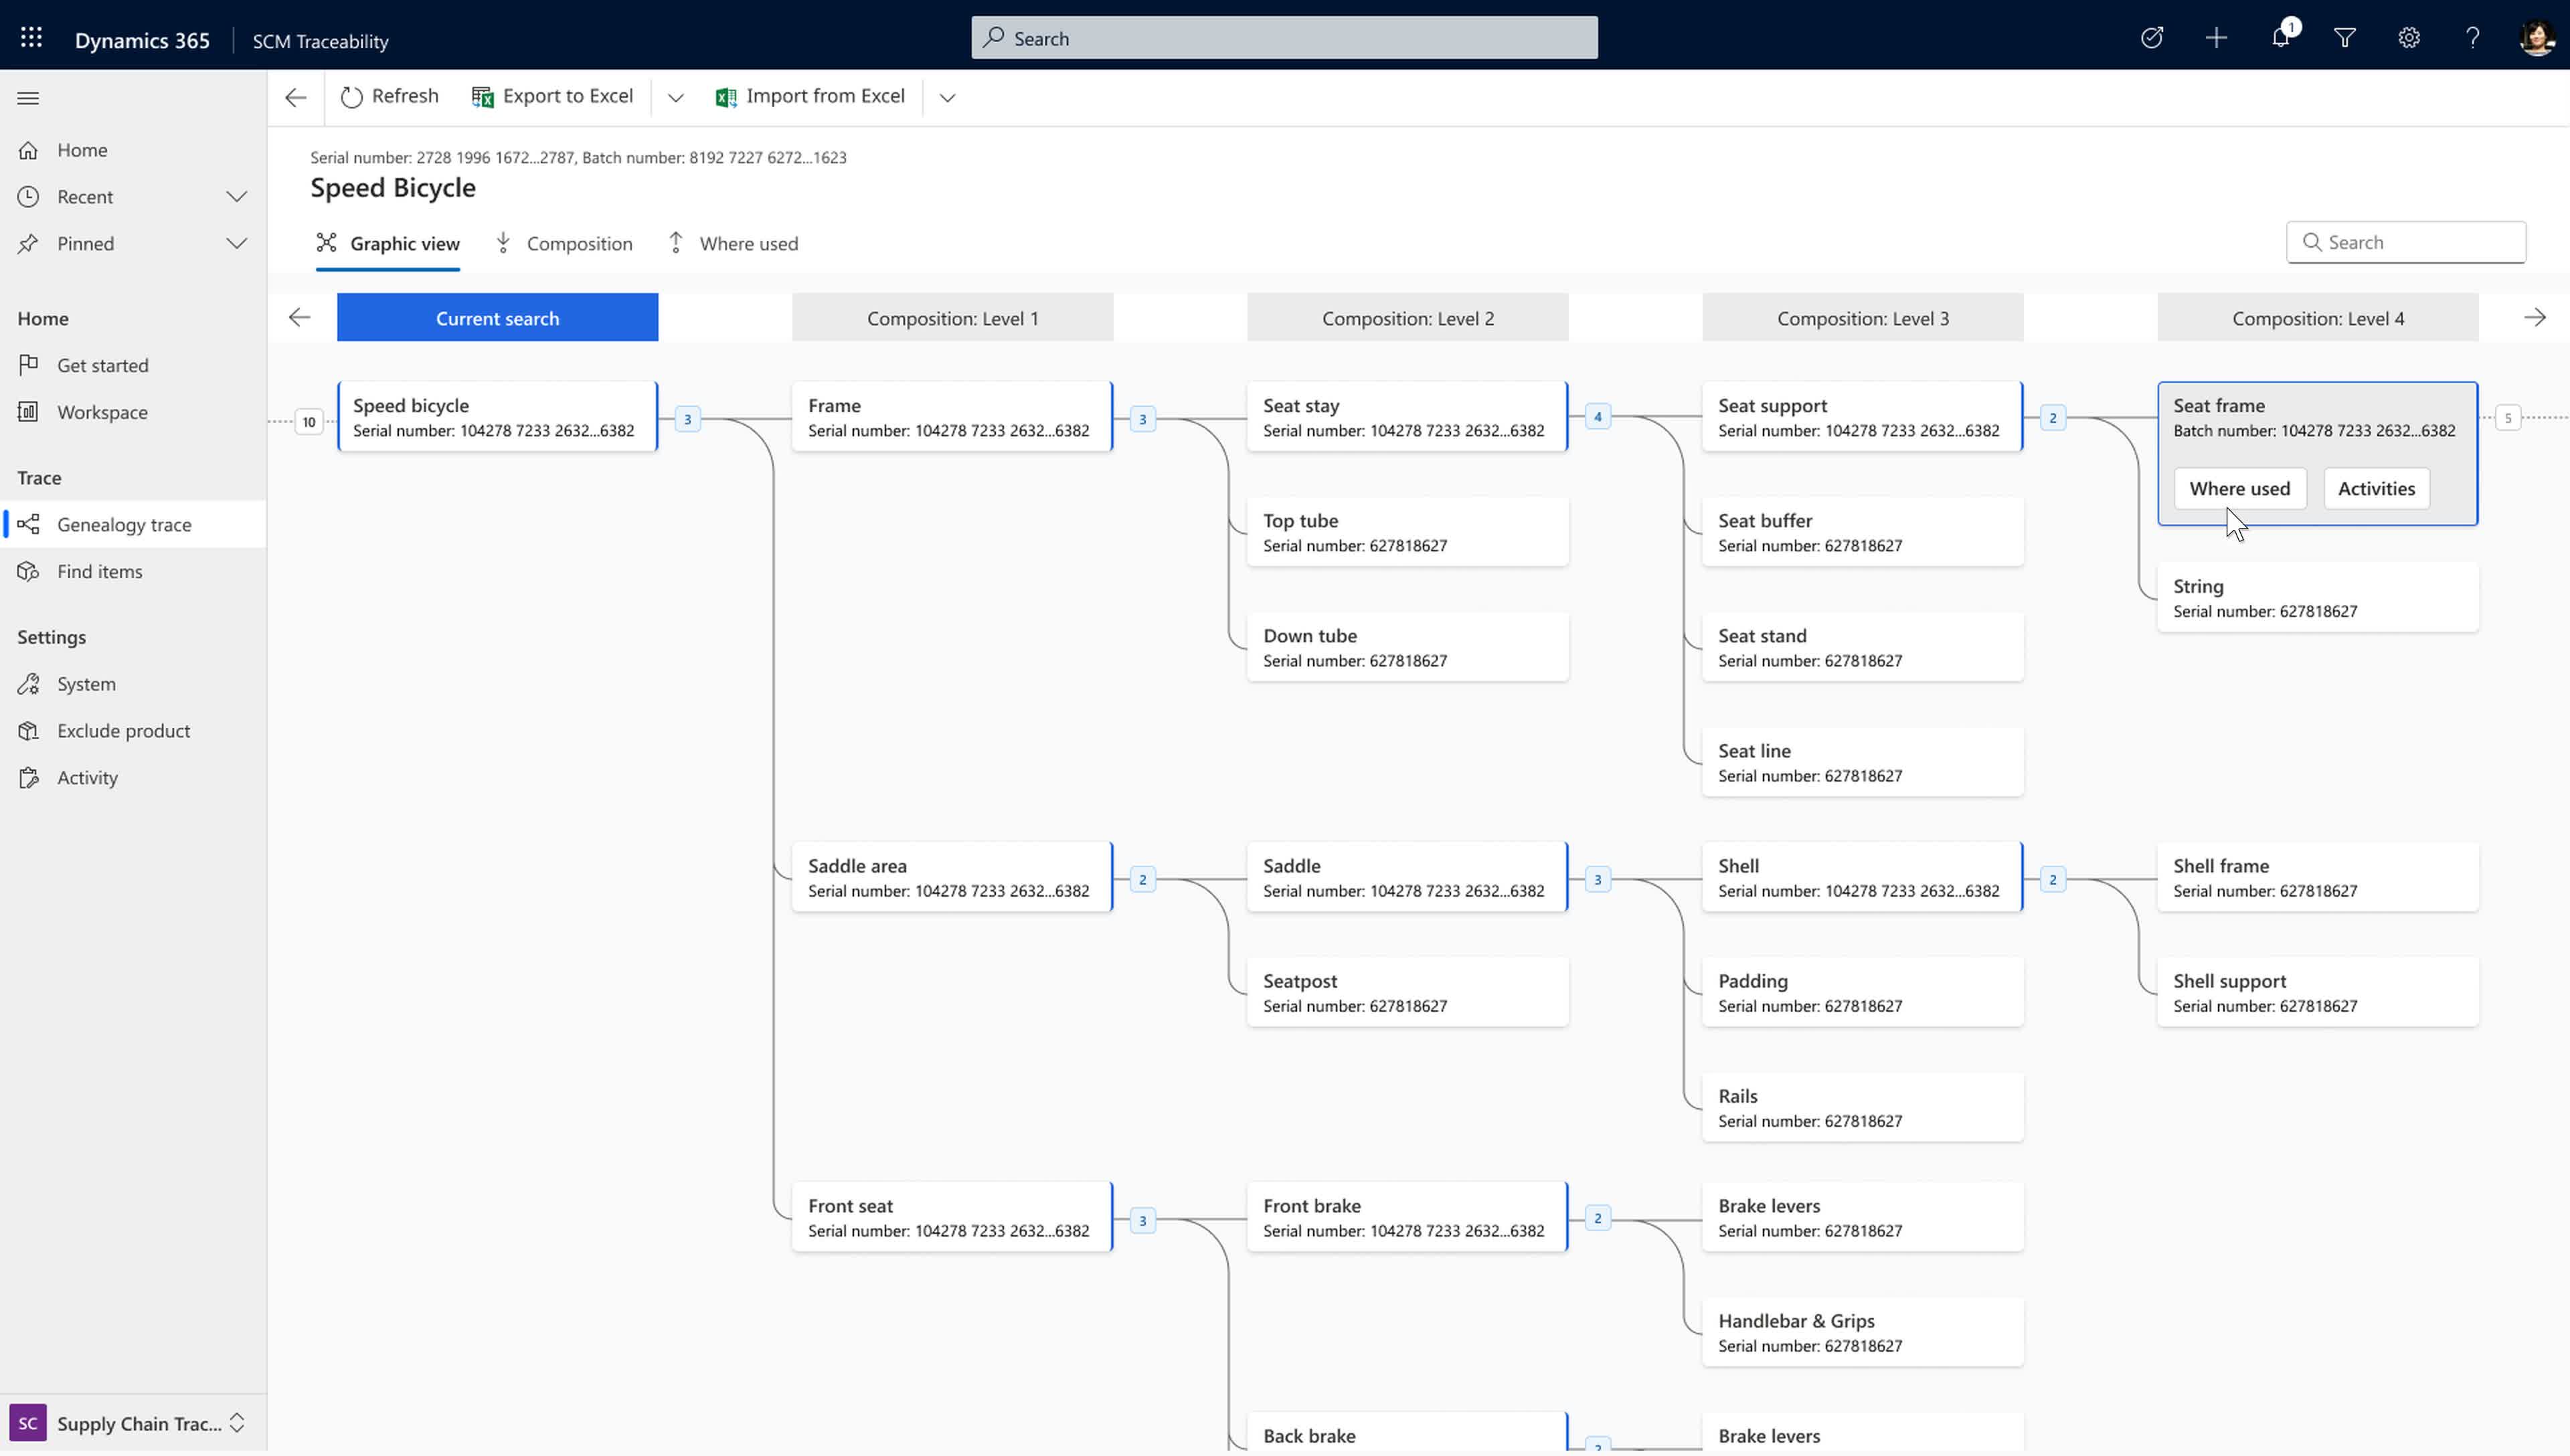 Dynamics 365
SCM Traceability
Search
1
Refresh
Export to Excel
Import from Excel
Home
Recent
Pinned
Home
Get started
Workspace
Trace
Genealogy trace
Find items
Settings
System
Exclude product
Activity
SC
Supply Chain Trac...
Serial number: 2728 1996 1672...2787, Batch number: 8192 7227 6272...1623
Speed Bicycle
Graphic view
Composition
Where used
Search
Current search
Composition: Level 1
Composition: Level 2
Composition: Level 3
Composition: Level 4
10
Speed bicycle
Serial number: 104278 7233 2632...6382
3
Frame
Serial number: 104278 7233 2632...6382
3
Seat stay
Serial number: 104278 7233 2632...6382
4
Seat support
Serial number: 104278 7233 2632...6382
2
Seat frame
Batch number: 104278 7233 2632...6382
Where used
Activities
5
Top tube
Serial number: 627818627
Seat buffer
Serial number: 627818627
String
Serial number: 627818627
Down tube
Serial number: 627818627
Seat stand
Serial number: 627818627
Seat line
Serial number: 627818627
Saddle area
Serial number: 104278 7233 2632...6382
2
Saddle
Serial number: 104278 7233 2632...6382
3
Shell
Serial number: 104278 7233 2632...6382
2
Shell frame
Serial number: 627818627
Seatpost
Serial number: 627818627
Padding
Serial number: 627818627
Shell support
Serial number: 627818627
Rails
Serial number: 627818627
Front seat
Serial number: 104278 7233 2632...6382
3
Front brake
Serial number: 104278 7233 2632...6382
2
Brake levers
Serial number: 627818627
Handlebar & Grips
Serial number: 627818627
Back brake
Brake levers